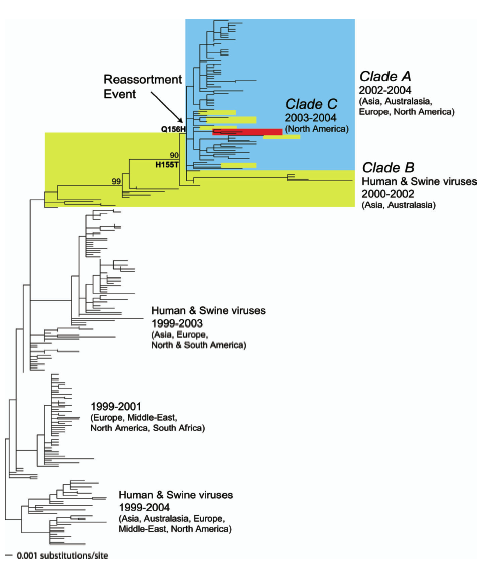 Reassortment
Event
Clade A
2002-2004
(Asia, Australasia,
Europe, North America)
Clade C
2003-2004
(North America)
Q156H
90
H155T
99
Clade B
Human & Swine viruses
2000-2002
(Asia, Australasia)
Human & Swine viruses
1999-2003
(Asia, Europe,
North & South America)
1999-2001
(Europe, Middle-East,
North America, South Africa)
Human & Swine viruses
1999-2004
(Asia, Australasia, Europe,
Middle-East, North America)
0.001 substitutions/site